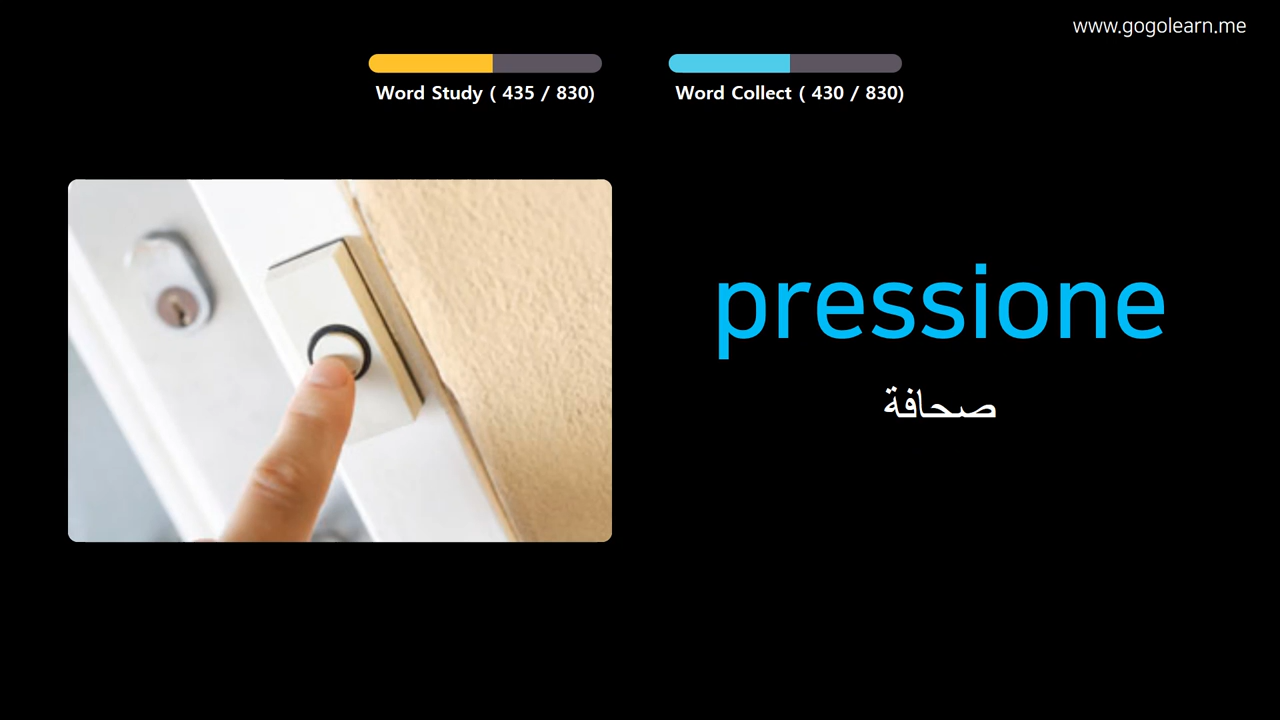 www.gogolearn.me
Word Study ( 435 / 830)
Word Collect ( 430 / 830)
pressione
صحافة